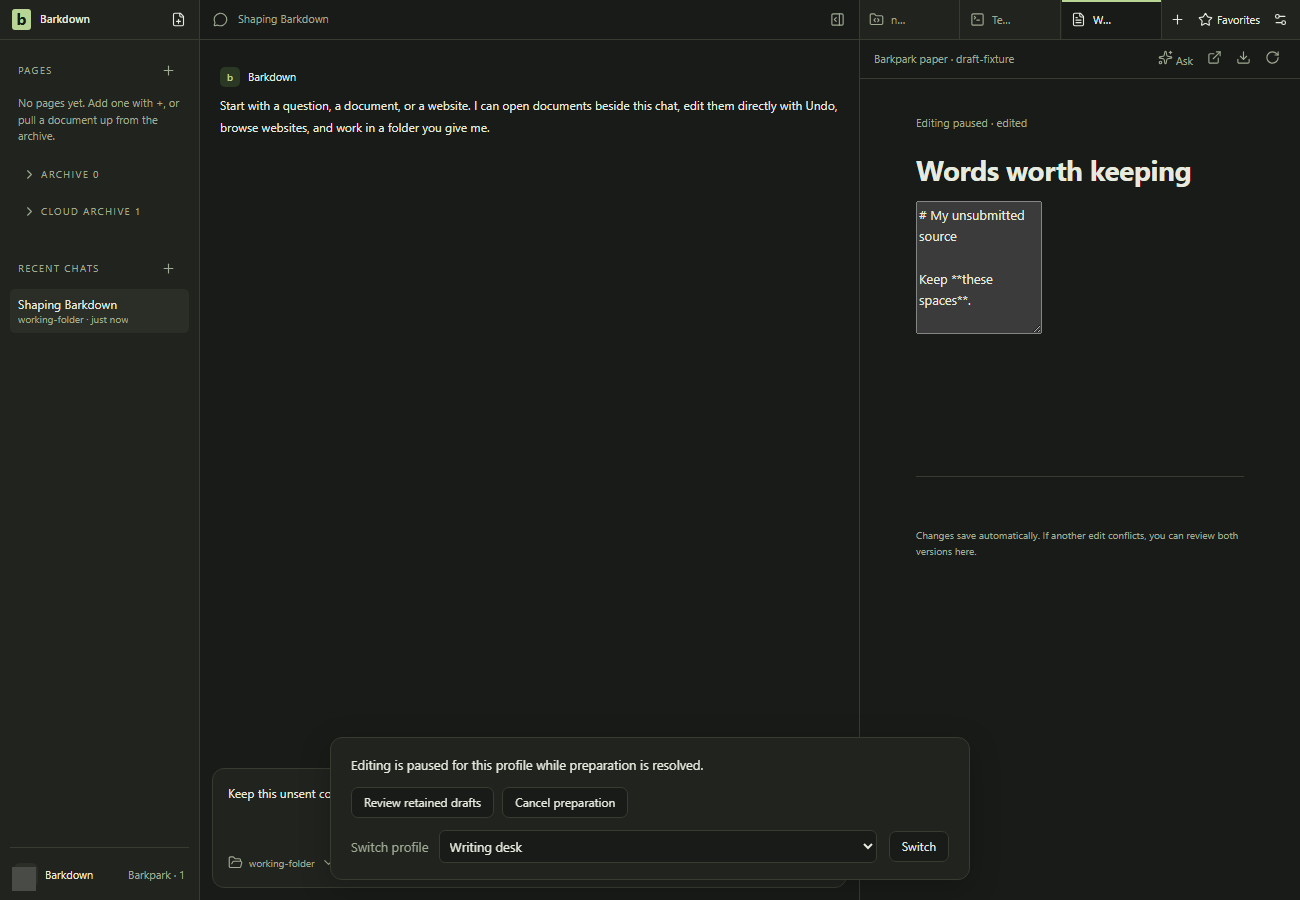 b Barkdown
PAGES
No pages yet. Add one with +, or
pull a document up from the
archive.
ARCHIVE 0
CLOUD ARCHIVE 1
RECENT CHATS
Shaping Barkdown
working-folder · just now
Barkdown Barkpark · 1
Shaping Barkdown
b Barkdown
Start with a question, a document, or a website. I can open documents beside this chat, edit them directly with Undo,
browse websites, and work in a folder you give me.
Keep this unsent co
working-folder
n... Te... W... Favorites
Barkpark paper · draft-fixture Ask
Editing paused · edited
Words worth keeping
# My unsubmitted
source
Keep **these
spaces**.
Changes save automatically. If another edit conflicts, you can review both
versions here.
Editing is paused for this profile while preparation is resolved.
Review retained drafts Cancel preparation
Switch profile Writing desk Switch